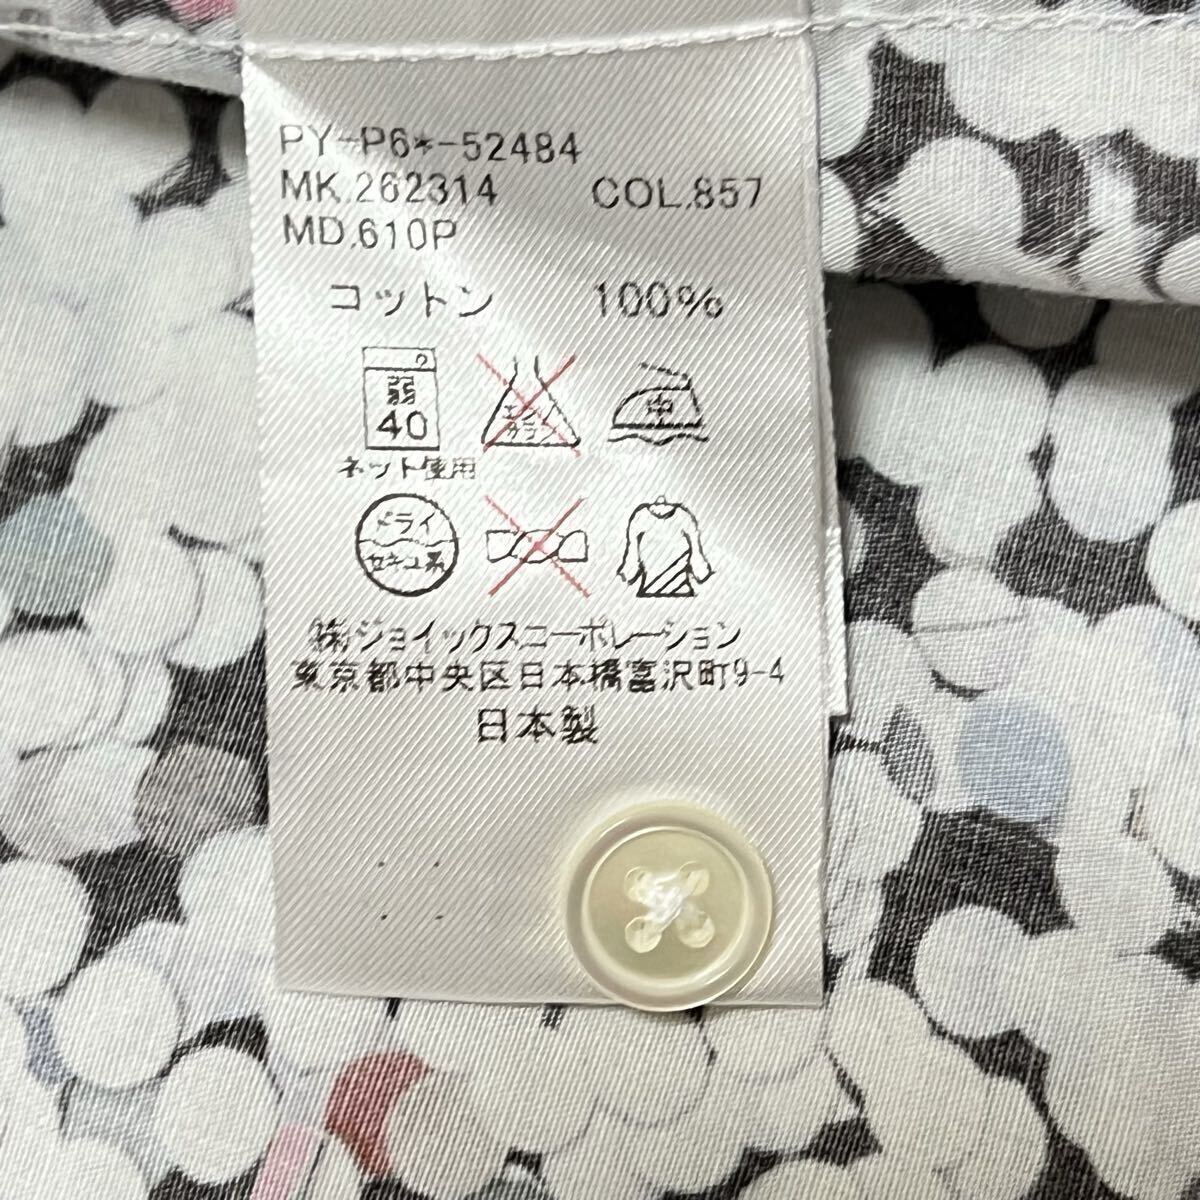 PY-P6*-52484
MK.262314 COL.857
MD.610P
コットン 100%
弱
40
エンソ
サラシ
中
ネット使用
ドライ
セキユ系
㈱ジョイックスコーポレーション
東京都中央区日本橋富沢町9-4
日本製